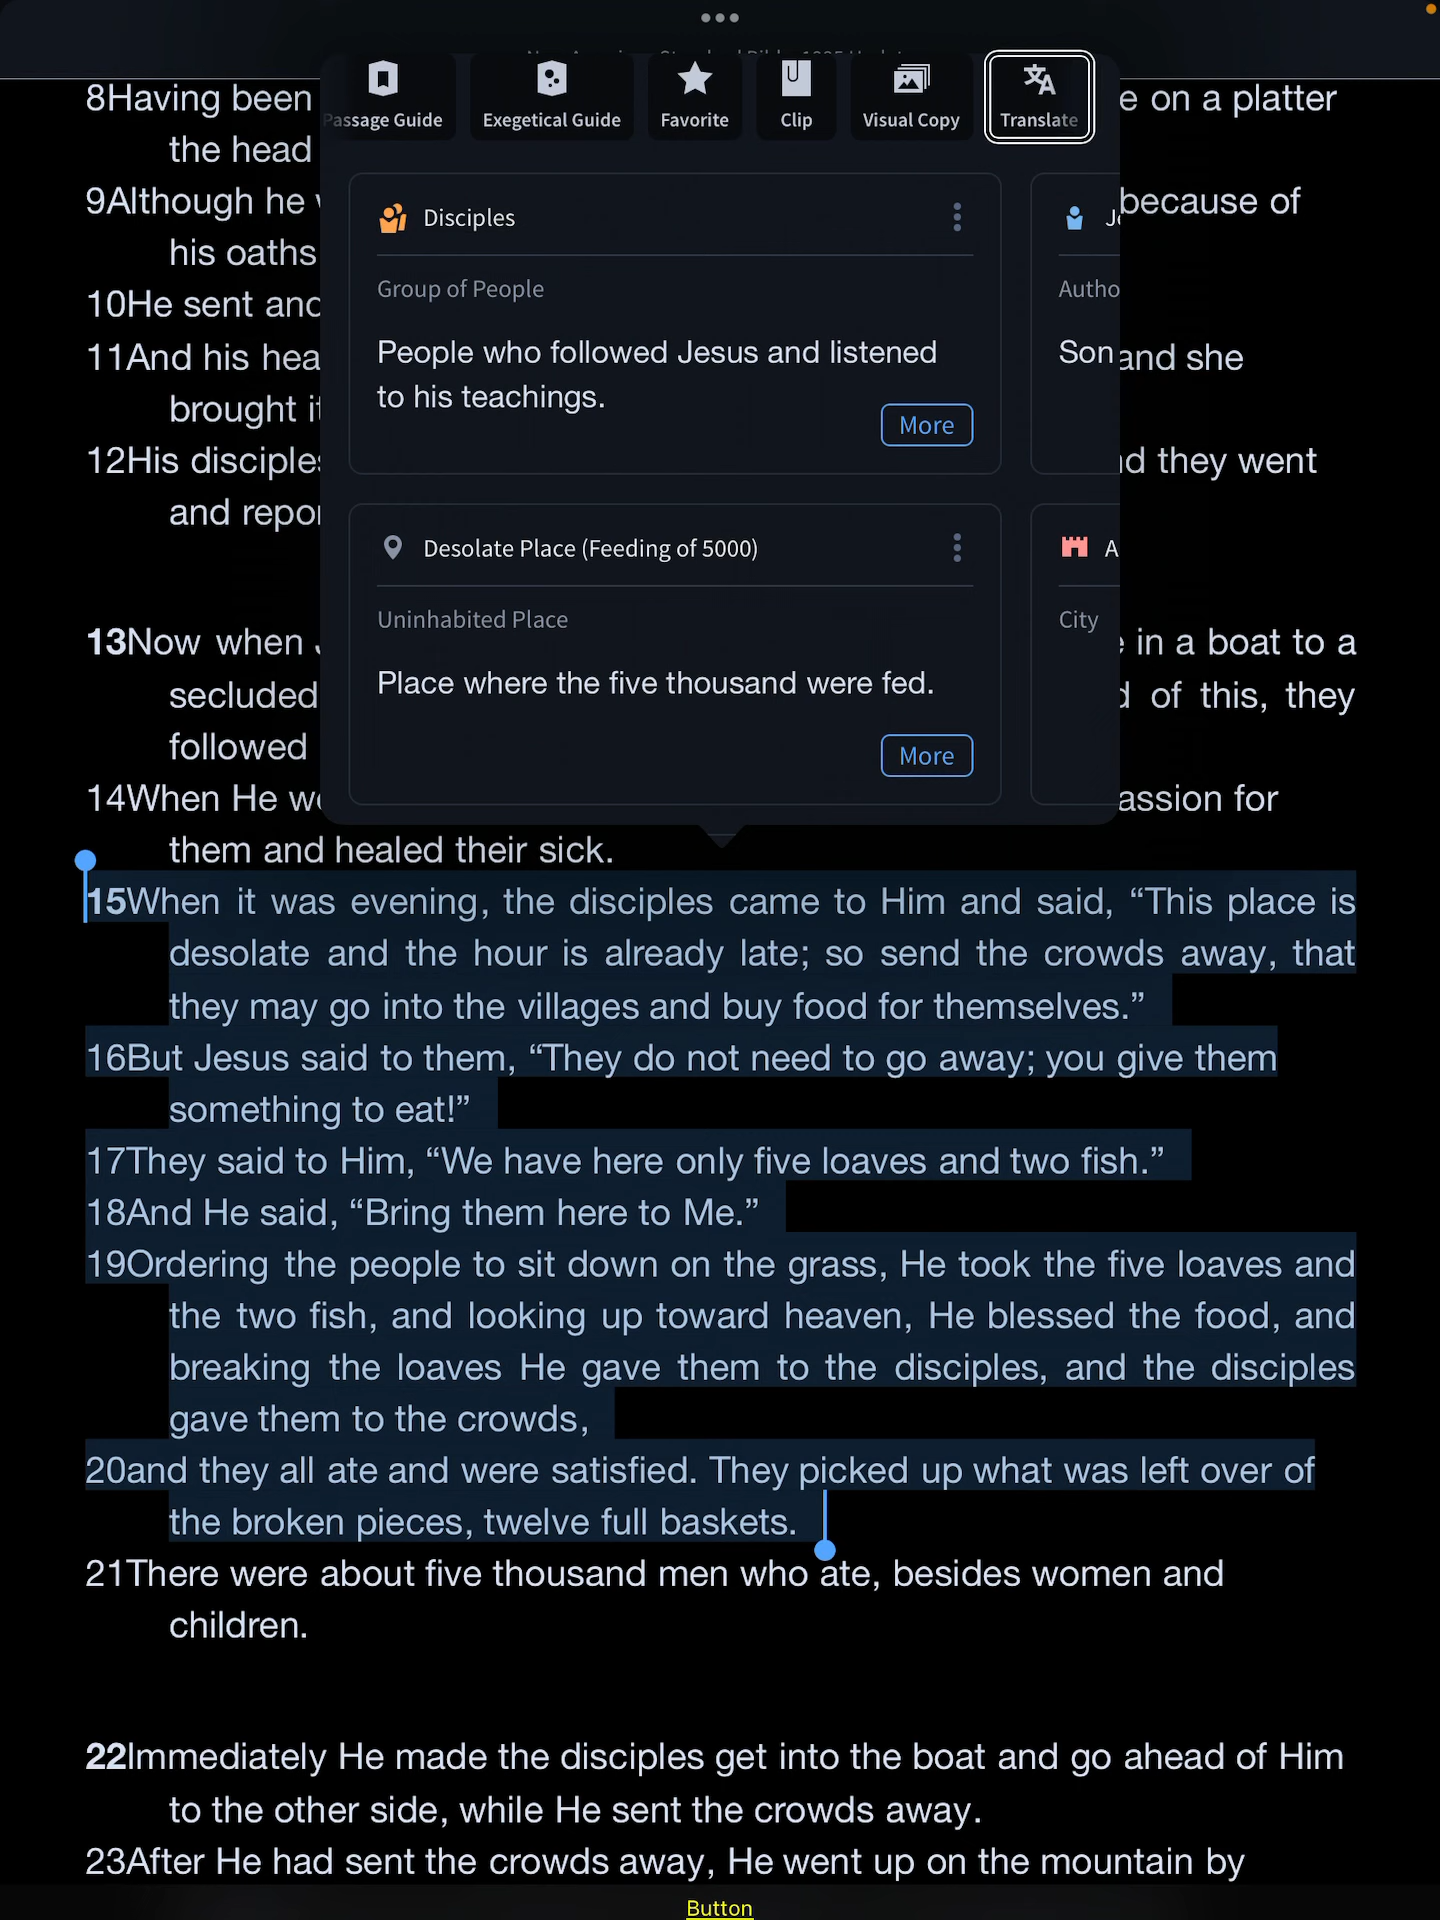 Passage Guide
Exegetical Guide
Favorite
Clip
Visual Copy
Translate
Disciples
Group of People
People who followed Jesus and listened
to his teachings.
More
Autho
Son
Desolate Place (Feeding of 5000)
Uninhabited Place
Place where the five thousand were fed.
More
A
City
8Having been e on a platter
the head
9Although he because of
his oaths
10He sent and
11And his hea and she
brought it
12His disciples d they went
and repor
13Now when in a boat to a
secluded of this, they
followed
14When He we assion for
them and healed their sick.
15When it was evening, the disciples came to Him and said, “This place is
desolate and the hour is already late; so send the crowds away, that
they may go into the villages and buy food for themselves.”
16But Jesus said to them, “They do not need to go away; you give them
something to eat!”
17They said to Him, “We have here only five loaves and two fish.”
18And He said, “Bring them here to Me.”
19Ordering the people to sit down on the grass, He took the five loaves and
the two fish, and looking up toward heaven, He blessed the food, and
breaking the loaves He gave them to the disciples, and the disciples
gave them to the crowds,
20and they all ate and were satisfied. They picked up what was left over of
the broken pieces, twelve full baskets.
21There were about five thousand men who ate, besides women and
children.
22Immediately He made the disciples get into the boat and go ahead of Him
to the other side, while He sent the crowds away.
23After He had sent the crowds away, He went up on the mountain by
Button